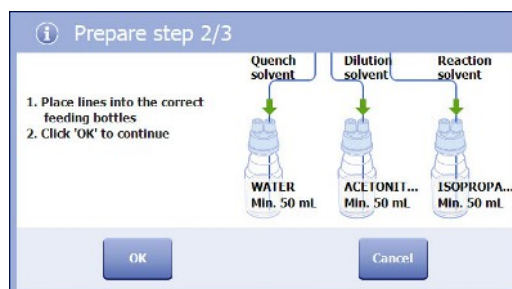 Prepare step 2/3
Quench solvent
Dilution solvent
Reaction solvent
1. Place lines into the correct
feeding bottles
2. Click 'OK' to continue
WATER
Min. 50 mL
ACETONIT...
Min. 50 mL
ISOPROPA...
Min. 50 mL
OK
Cancel